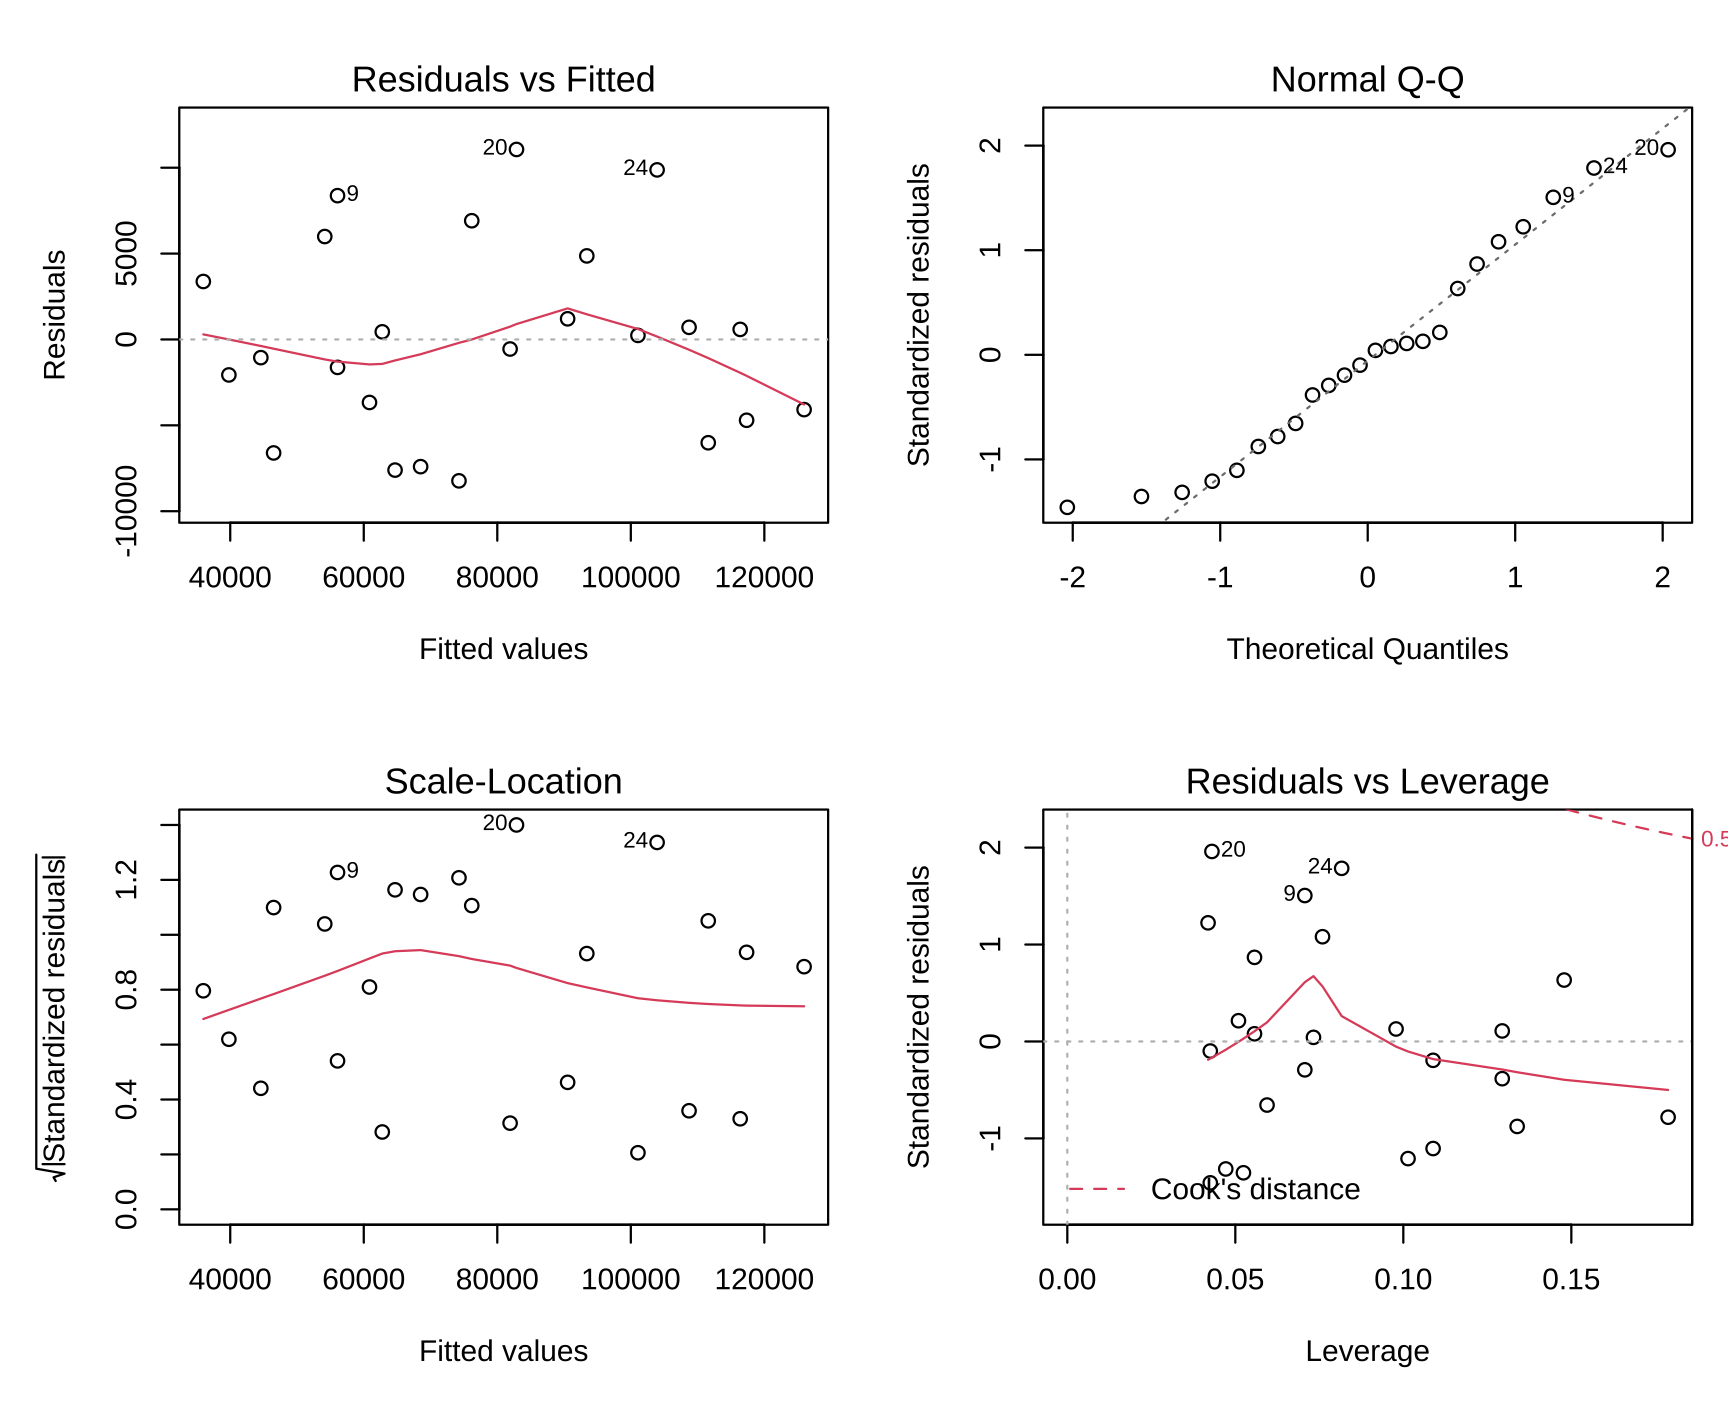 Residuals vs Fitted
Residuals
-10000
0
5000
20
24
9
40000 60000 80000 100000 120000
Fitted values
Normal Q-Q
Standardized residuals
-1
0
1
2
20
24
9
-2 -1 0 1 2
Theoretical Quantiles
Scale-Location
√|Standardized residuals|
0.0
0.4
0.8
1.2
20
24
9
40000 60000 80000 100000 120000
Fitted values
Residuals vs Leverage
Standardized residuals
-1
0
1
2
0.5
20
24
9
Cook's distance
0.00 0.05 0.10 0.15
Leverage